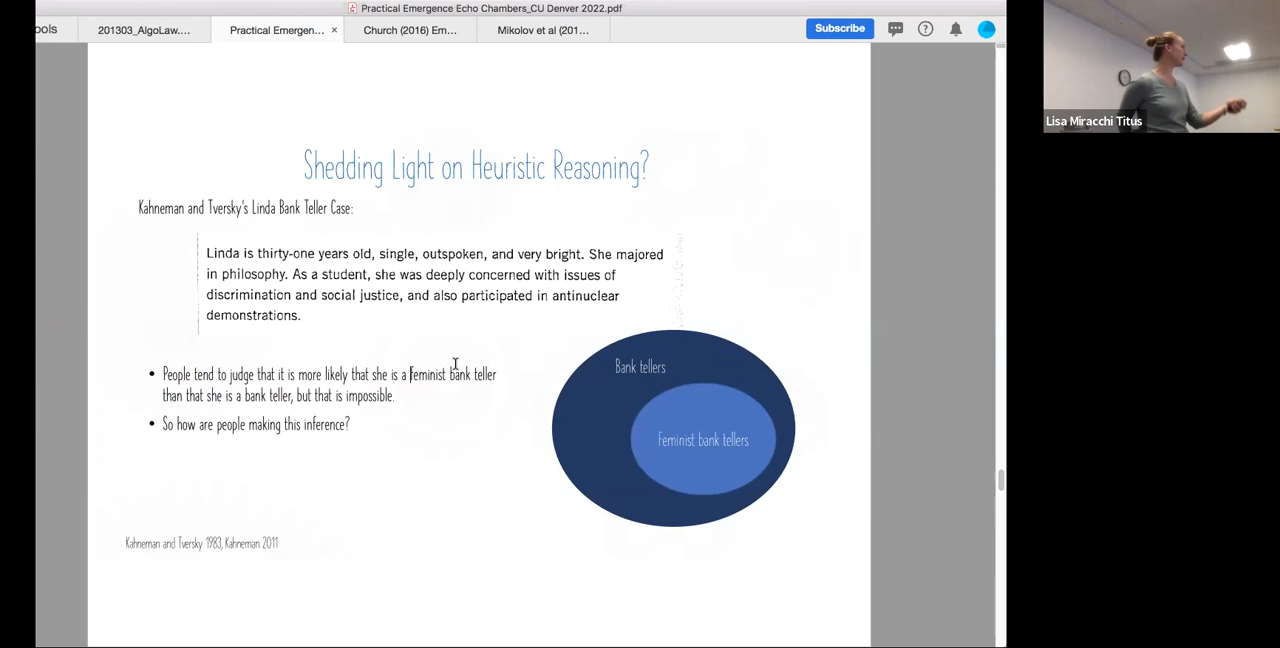 Practical Emergence Echo Chambers_CU Denver 2022.pdf
ools
201303_AlgoLaw....
Practical Emergen... ×
Church (2016) Em...
Mikolov et al (201...
Subscribe
Lisa Miracchi Titus
Shedding Light on Heuristic Reasoning?
Kahneman and Tversky's Linda Bank Teller Case:
Linda is thirty-one years old, single, outspoken, and very bright. She majored
in philosophy. As a student, she was deeply concerned with issues of
discrimination and social justice, and also participated in antinuclear
demonstrations.
• People tend to judge that it is more likely that she is a feminist bank teller
than that she is a bank teller, but that is impossible.
• So how are people making this inference?
Bank tellers
Feminist bank tellers
Kahneman and Tversky 1983, Kahneman 2011